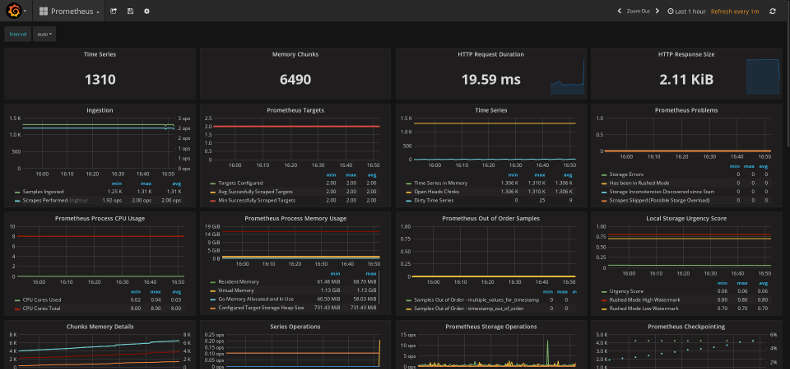 Prometheus
Zoom Out
Last 1 hour
Refresh every 1m
Interval
auto
Time Series
1310
Memory Chunks
6490
HTTP Request Duration
19.59 ms
HTTP Response Size
2.11 KiB
Ingestion
1.5 K
1.0 K
500
0
3 ops
2 ops
2 ops
1 ops
1 ops
0 ops
16:00 16:10 16:20 16:30 16:40 16:50
min max avg
Samples Ingested 1.25 K 1.31 K 1.31 K
Scrapes Performed (right-y) 1.92 ops 2.00 ops 2.00 ops
Prometheus Targets
2.5
2.0
1.5
1.0
0.5
0
16:00 16:10 16:20 16:30 16:40 16:50
min max avg
Targets Configured 2.00 2.00 2.00
Avg Successfully Scraped Targets 2.00 2.00 2.00
Min Successfully Scraped Targets 2.00 2.00 2.00
Time Series
1.5 K
1.0 K
500
0
16:00 16:10 16:20 16:30 16:40 16:50
min max avg
Time Series in Memory 1.306 K 1.310 K 1.306 K
Open Heads Chnks 1.306 K 1.310 K 1.306 K
Dirty Time Series 0 25 9
Prometheus Problems
1.0
0.5
0
16:00 16:10 16:20 16:30 16:40 16:50
min max avg
Storage Errors 0 0 0
Has been in Rushed Mode 0 0 0
Storage Inconsistencies Discovered since Start 0 0 0
Scrapes Skipped (Possible Storage Overload) 0 0 0
Prometheus Process CPU Usage
10
8
6
4
2
0
16:00 16:10 16:20 16:30 16:40 16:50
min max avg
CPU Cores Used 0.02 0.04 0.03
CPU Cores Total 8.00 8.00 8.00
Prometheus Process Memory Usage
19 GiB
14 GiB
9 GiB
5 GiB
0 B
16:00 16:10 16:20 16:30 16:40 16:50
min max
Resident Memory 61.48 MiB 68.70 MiB
Virtual Memory 1.13 GiB 1.13 GiB
Go Memory Allocated and In Use 40.50 MiB 58.03 MiB
Configured Target Storage Heap Size 731.43 MiB 731.43 MiB
Prometheus Out of Order Samples
1.00
0.75
0.50
0.25
0
16:00 16:10 16:20 16:30 16:40 16:50
min max
Samples Out of Order - multiple_values_for_timestamp 0 0
Samples Out of Order - timestamp_out_of_order 0 0
Local Storage Urgency Score
1.00
0.75
0.50
0.25
0
16:00 16:10 16:20 16:30 16:40 16:50
min max avg
Urgency Score 0.06 0.06 0.06
Rushed Mode High Watermark 0.80 0.80 0.80
Rushed Mode Low Watermark 0.70 0.70 0.70
Chunks Memory Details
8 K
6 K
4 K
2 K
8 K
6 K
4 K
2 K
Series Operations
0.25 ops
0.20 ops
0.15 ops
0.10 ops
0.05 ops
0 ops
Prometheus Storage Operations
15 ops
10 ops
5 ops
0 ops
Prometheus Checkpointing
5.0 K
4.0 K
3.0 K
2.0 K
1.0 K
6%
4%
2%